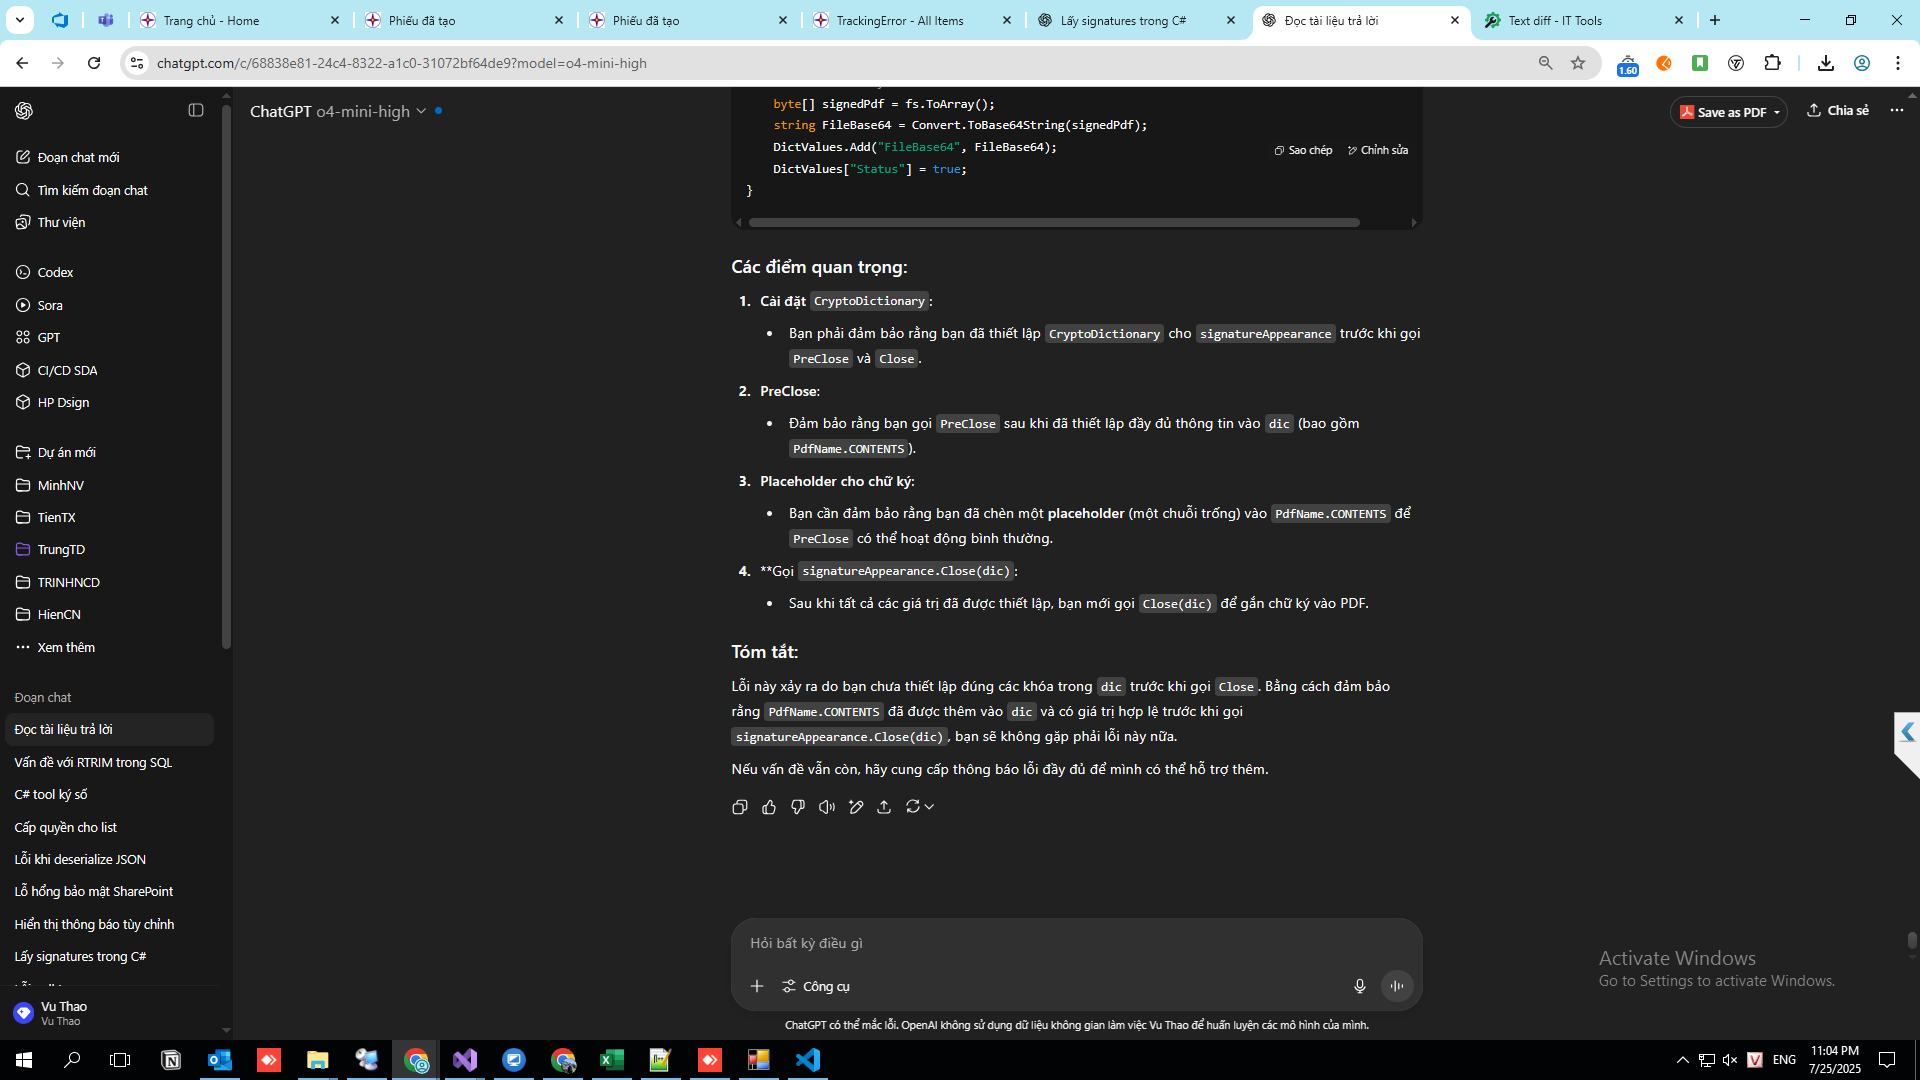 Trang chủ - Home
Phiếu đã tạo
Phiếu đã tạo
TrackingError - All Items
Lấy signatures trong C#
Đọc tài liệu trả lời
Text diff - IT Tools
chatgpt.com/c/68838e81-24c4-8322-a1c0-31072bf64de9?model=o4-mini-high
1.60
ChatGPT o4-mini-high
Save as PDF
Chia sẻ
Đoạn chat mới
Tìm kiếm đoạn chat
Thư viện
Codex
Sora
GPT
CI/CD SDA
HP Dsign
Dự án mới
MinhNV
TienTX
TrungTD
TRINHNCD
HienCN
Xem thêm
Đoạn chat
Đọc tài liệu trả lời
Vấn đề với RTRIM trong SQL
C# tool ký số
Cấp quyền cho list
Lỗi khi deserialize JSON
Lỗ hổng bảo mật SharePoint
Hiển thị thông báo tùy chỉnh
Lấy signatures trong C#
Vu Thao
Vu Thao
byte[] signedPdf = fs.ToArray();
string FileBase64 = Convert.ToBase64String(signedPdf);
DictValues.Add("FileBase64", FileBase64);
Sao chép
Chỉnh sửa
DictValues["Status"] = true;
}
Các điểm quan trọng:
1. Cài đặt CryptoDictionary:
• Bạn phải đảm bảo rằng bạn đã thiết lập CryptoDictionary cho signatureAppearance trước khi gọi
PreClose và Close.
2. PreClose:
• Đảm bảo rằng bạn gọi PreClose sau khi đã thiết lập đầy đủ thông tin vào dic (bao gồm
PdfName.CONTENTS).
3. Placeholder cho chữ ký:
• Bạn cần đảm bảo rằng bạn đã chèn một placeholder (một chuỗi trống) vào PdfName.CONTENTS để
PreClose có thể hoạt động bình thường.
4. **Gọi signatureAppearance.Close(dic):
• Sau khi tất cả các giá trị đã được thiết lập, bạn mới gọi Close(dic) để gắn chữ ký vào PDF.
Tóm tắt:
Lỗi này xảy ra do bạn chưa thiết lập đúng các khóa trong dic trước khi gọi Close. Bằng cách đảm bảo
rằng PdfName.CONTENTS đã được thêm vào dic và có giá trị hợp lệ trước khi gọi
signatureAppearance.Close(dic), bạn sẽ không gặp phải lỗi này nữa.
Nếu vấn đề vẫn còn, hãy cung cấp thông báo lỗi đầy đủ để mình có thể hỗ trợ thêm.
Hỏi bất kỳ điều gì
Công cụ
ChatGPT có thể mắc lỗi. OpenAI không sử dụng dữ liệu không gian làm việc Vu Thao để huấn luyện các mô hình của mình.
Activate Windows
Go to Settings to activate Windows.
ENG
11:04 PM
7/25/2025